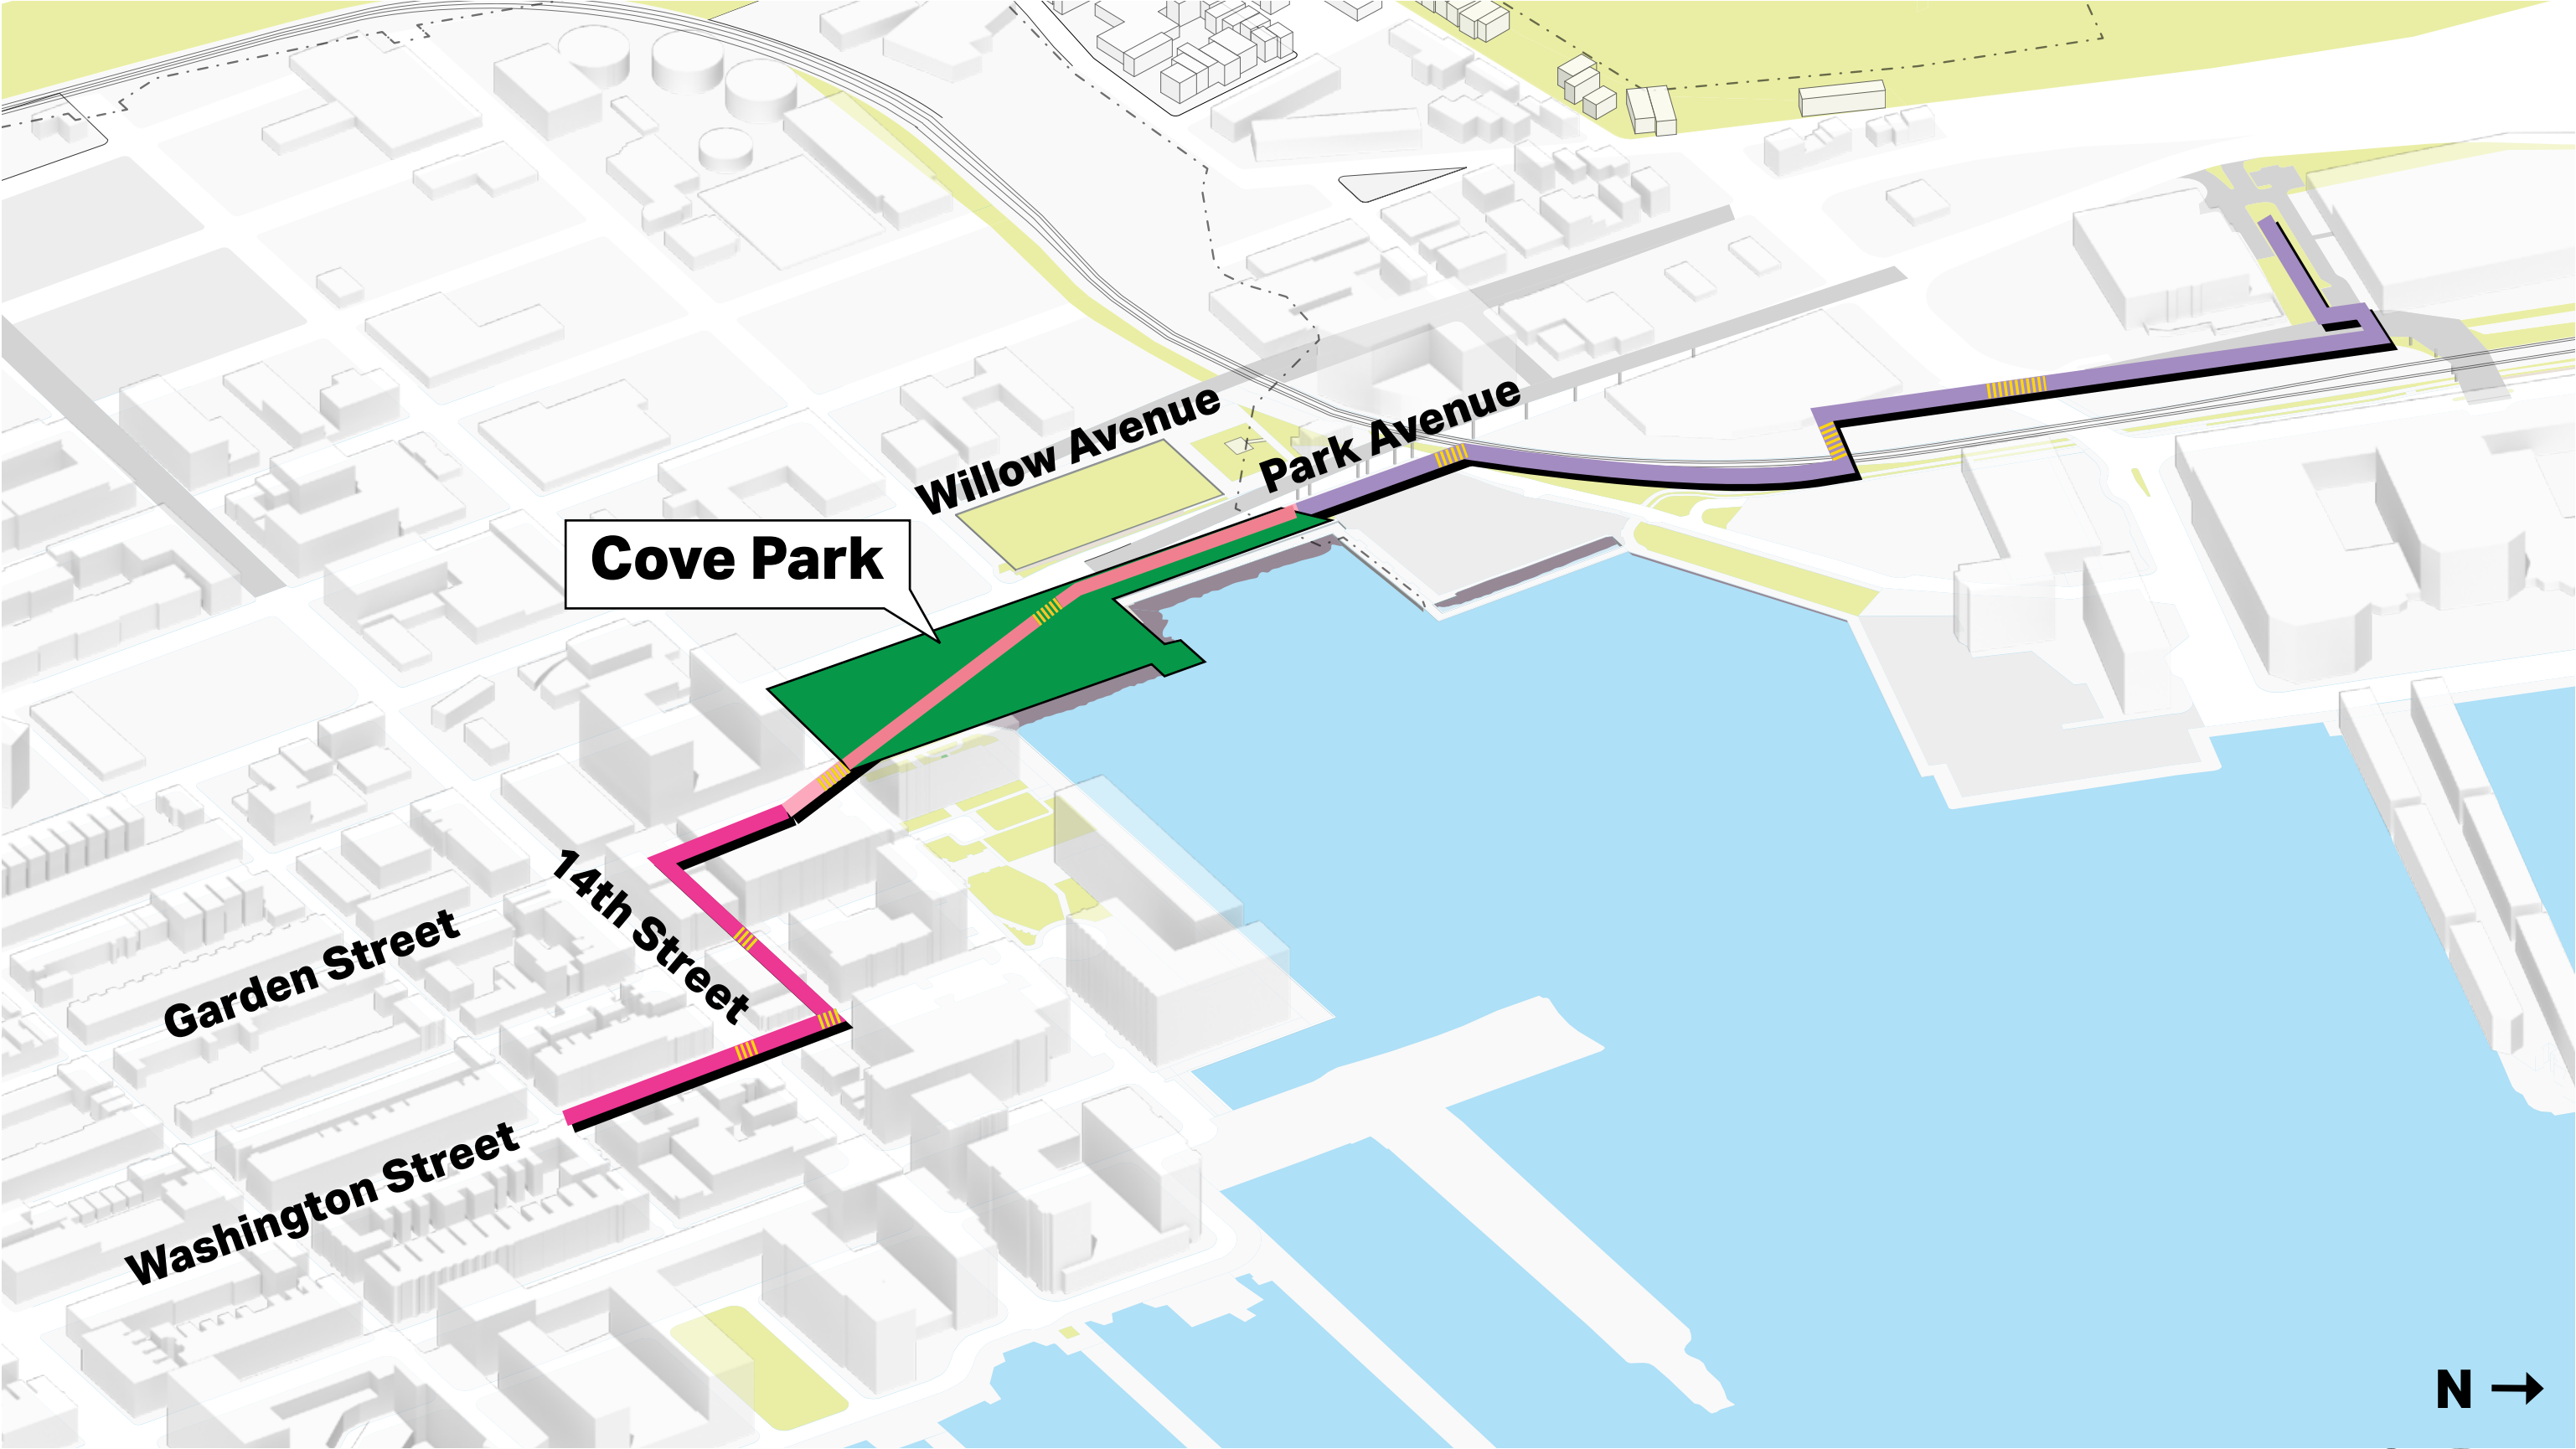 Willow Avenue
Park Avenue
Cove Park
14th Street
Garden Street
Washington Street
N →